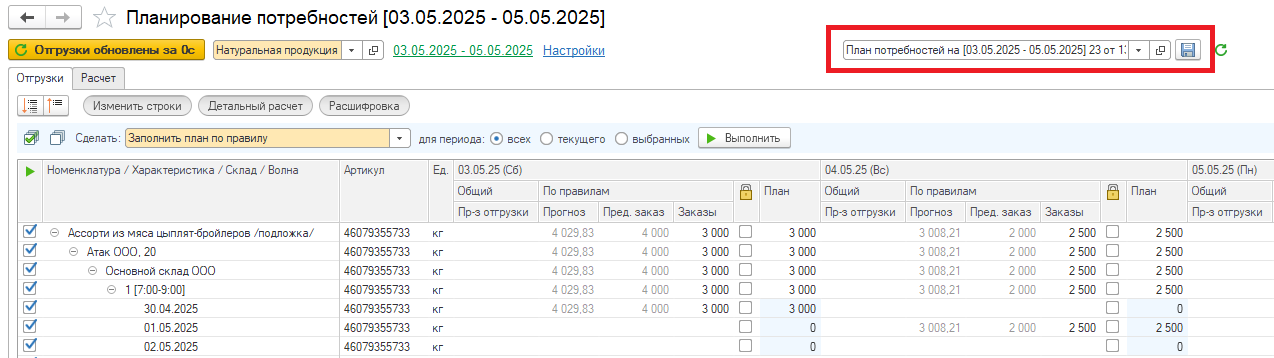 Планирование потребностей [03.05.2025 - 05.05.2025]
Отгрузки обновлены за 0с Натуральная продукция 03.05.2025 - 05.05.2025 Настройки План потребностей на [03.05.2025 - 05.05.2025] 23 от
Отгрузки Расчет
Изменить строки Детальный расчет Расшифровка
Сделать: Заполнить план по правилу для периода: всех текущего выбранных Выполнить
Номенклатура / Характеристика / Склад / Волна Артикул Ед. 03.05.25 (Сб) 04.05.25 (Вс) 05.05.25 (Пн)
Общий По правилам План Общий По правилам План Общий
Пр-з отгрузки Прогноз Пред. заказ Заказы Пр-з отгрузки Прогноз Пред. заказ Заказы Пр-з отгрузки
Ассорти из мяса цыплят-бройлеров /подложка/ 46079355733 кг 4 029,83 4 000 3 000 3 000 3 008,21 2 000 2 500 2 500
Атак ООО, 20 46079355733 кг 4 029,83 4 000 3 000 3 000 3 008,21 2 000 2 500 2 500
Основной склад ООО 46079355733 кг 4 029,83 4 000 3 000 3 000 3 008,21 2 000 2 500 2 500
1 [7:00-9:00] 46079355733 кг 4 029,83 4 000 3 000 3 000 3 008,21 2 000 2 500 2 500
30.04.2025 46079355733 кг 4 029,83 4 000 3 000 3 000 0
01.05.2025 46079355733 кг 0 3 008,21 2 000 2 500 2 500
02.05.2025 46079355733 кг 0 0